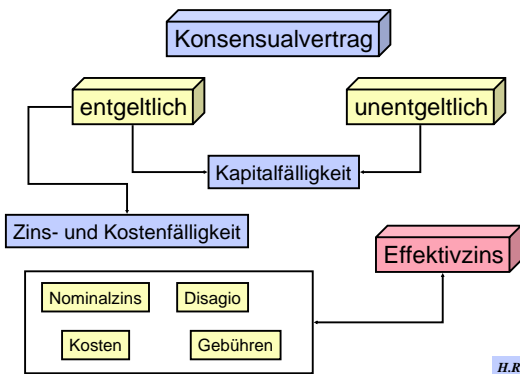 Konsensualvertrag
entgeltlich
unentgeltlich
Kapitalfälligkeit
Zins- und Kostenfälligkeit
Effektivzins
Nominalzins
Disagio
Kosten
Gebühren
H.R